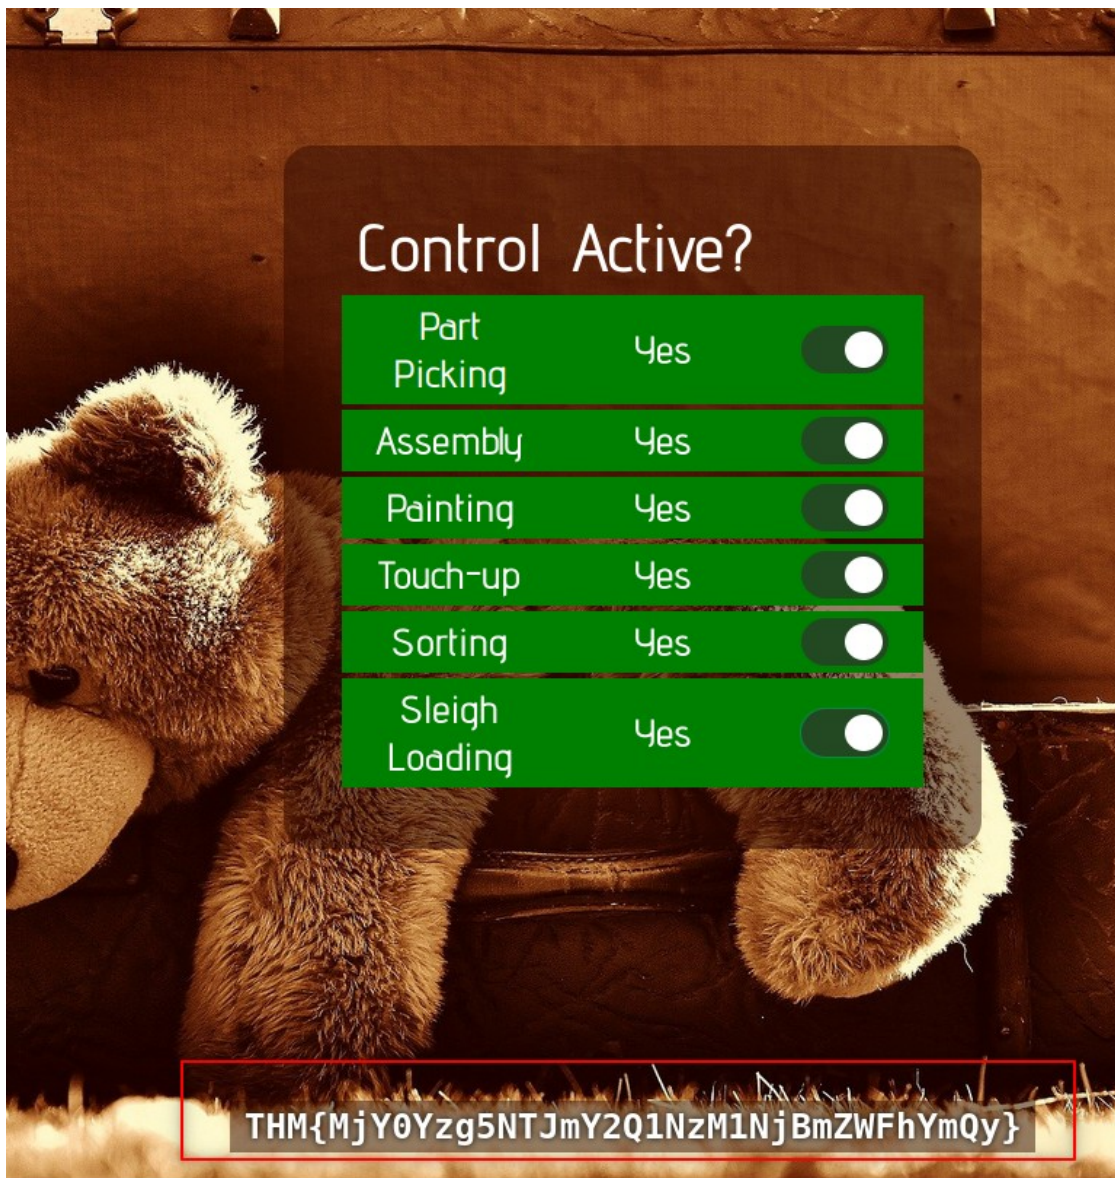 Control Active?
Part
Picking Yes
Assembly Yes
Painting Yes
Touch-up Yes
Sorting Yes
Sleigh
Loading Yes
THM{MjY0Yzg5NTJmY2Q1NzM1NjBmZWFhYmQy}